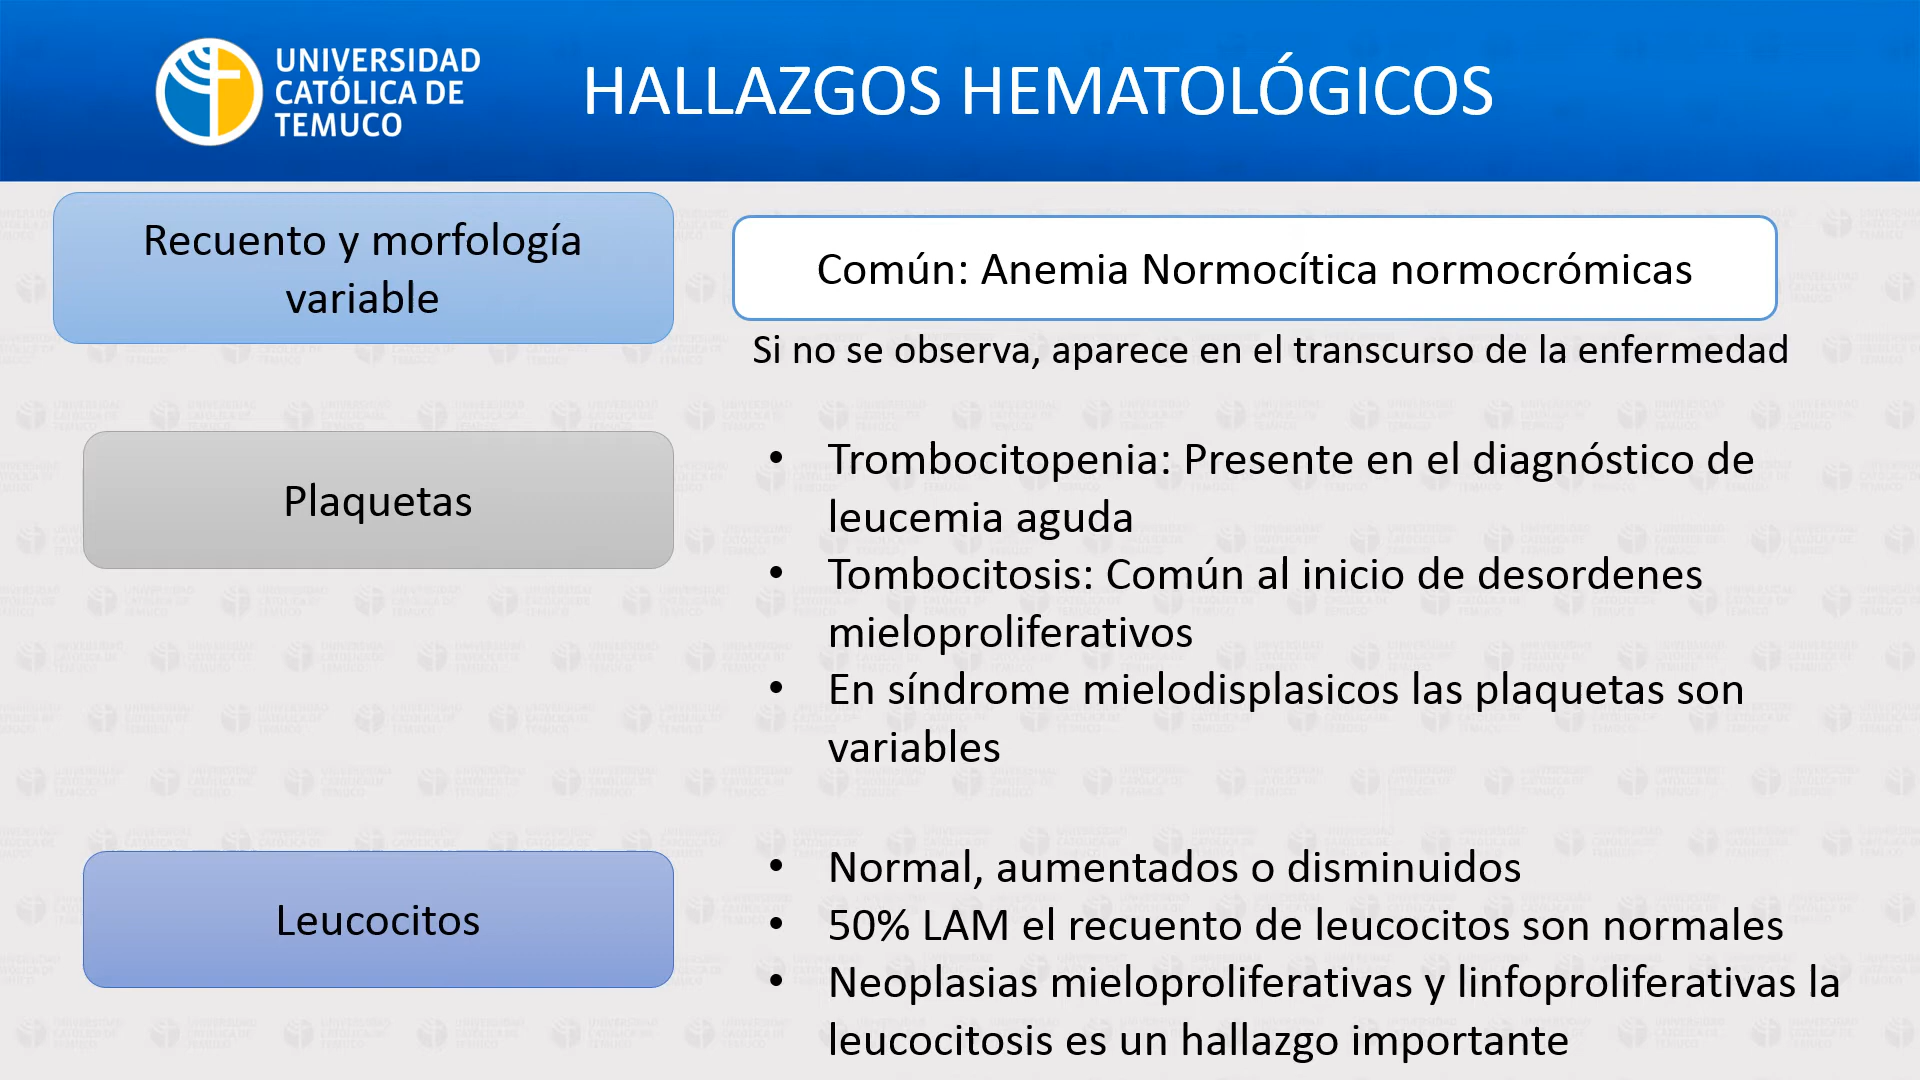 UNIVERSIDAD
CATÓLICA DE
TEMUCO
HALLAZGOS HEMATOLÓGICOS
Recuento y morfología
variable
Común: Anemia Normocítica normocrómicas
Si no se observa, aparece en el transcurso de la enfermedad
Plaquetas
• Trombocitopenia: Presente en el diagnóstico de
leucemia aguda
• Tombocitosis: Común al inicio de desordenes
mieloproliferativos
• En síndrome mielodisplasicos las plaquetas son
variables
Leucocitos
• Normal, aumentados o disminuidos
• 50% LAM el recuento de leucocitos son normales
• Neoplasias mieloproliferativas y linfoproliferativas la
leucocitosis es un hallazgo importante